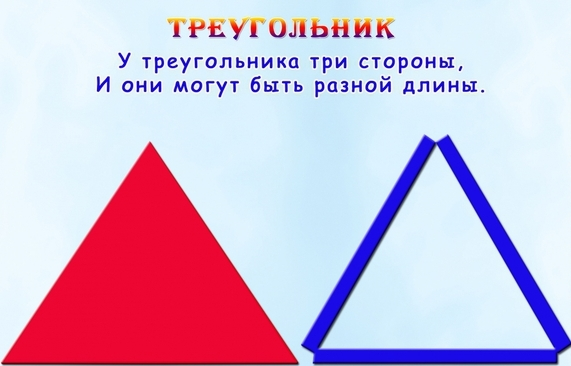 ТРЕУГОЛЬНИК
У треугольника три стороны,
И они могут быть разной длины.